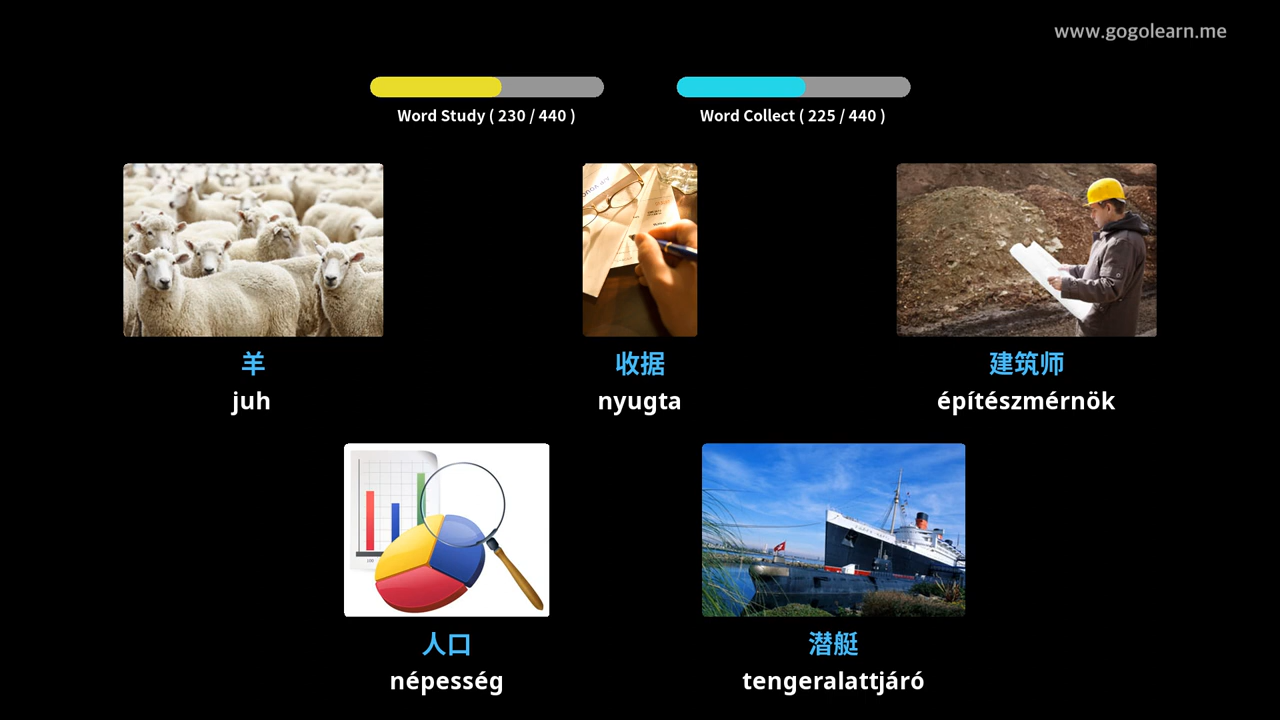 www.gogolearn.me
Word Study ( 230 / 440 )
Word Collect ( 225 / 440 )
羊
juh
收据
nyugta
建筑师
építészmérnök
100
人口
népesség
潜艇
tengeralattjáró